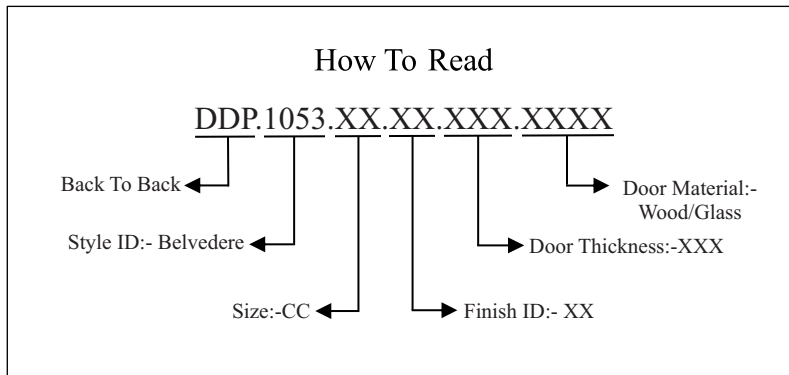 How To Read
DDP.1053.XX.XX.XXX.XXXX
Back To Back
Door Material:-
Wood/Glass
Style ID:- Belvedere
Door Thickness:-XXX
Size:-CC
Finish ID:- XX